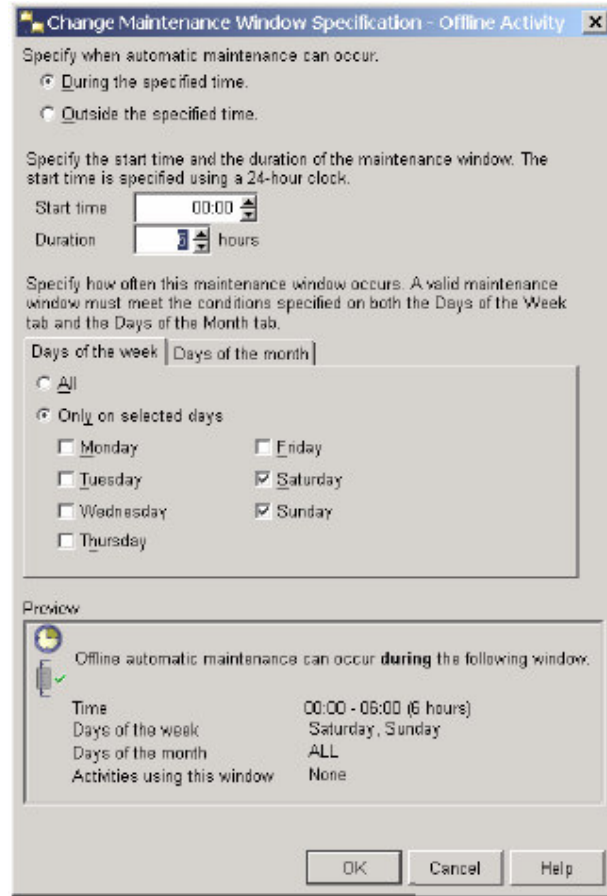 Change Maintenance Window Specification - Offline Activity
Specify when automatic maintenance can occur.
During the specified time.
Outside the specified time.
Specify the start time and the duration of the maintenance window. The
start time is specified using a 24-hour clock.
Start time 00:00
Duration 6 hours
Specify how often this maintenance window occurs. A valid maintenance
window must meet the conditions specified on both the Days of the Week
tab and the Days of the Month tab.
Days of the week Days of the month
All
Only on selected days
Monday Friday
Tuesday Saturday
Wednesday Sunday
Thursday
Preview
Offline automatic maintenance can occur during the following window.
Time 00:00 - 06:00 (6 hours)
Days of the week Saturday, Sunday
Days of the month ALL
Activities using this window None
OK Cancel Help